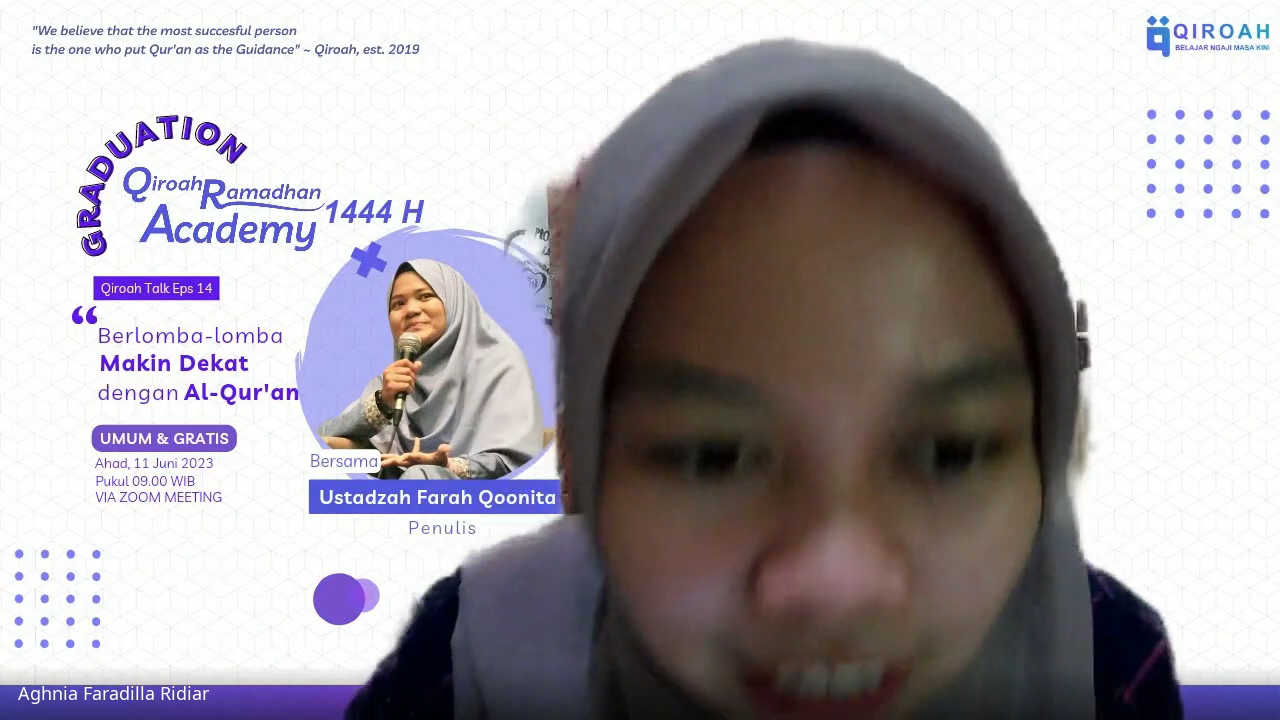 "We believe that the most succesful person
is the one who put Qur'an as the Guidance" ~ Qiroah, est. 2019
QIROAH
BELAJAR NGAJI MASA KINI
GRADUATION
Qiroah Ramadhan
Academy 1444 H
Qiroah Talk Eps 14
“Berlomba-lomba
Makin Dekat
dengan Al-Qur'an
UMUM & GRATIS
Ahad, 11 Juni 2023
Pukul 09.00 WIB
VIA ZOOM MEETING
Bersama
Ustadzah Farah Qoonita
Penulis
Aghnia Faradilla Ridiar